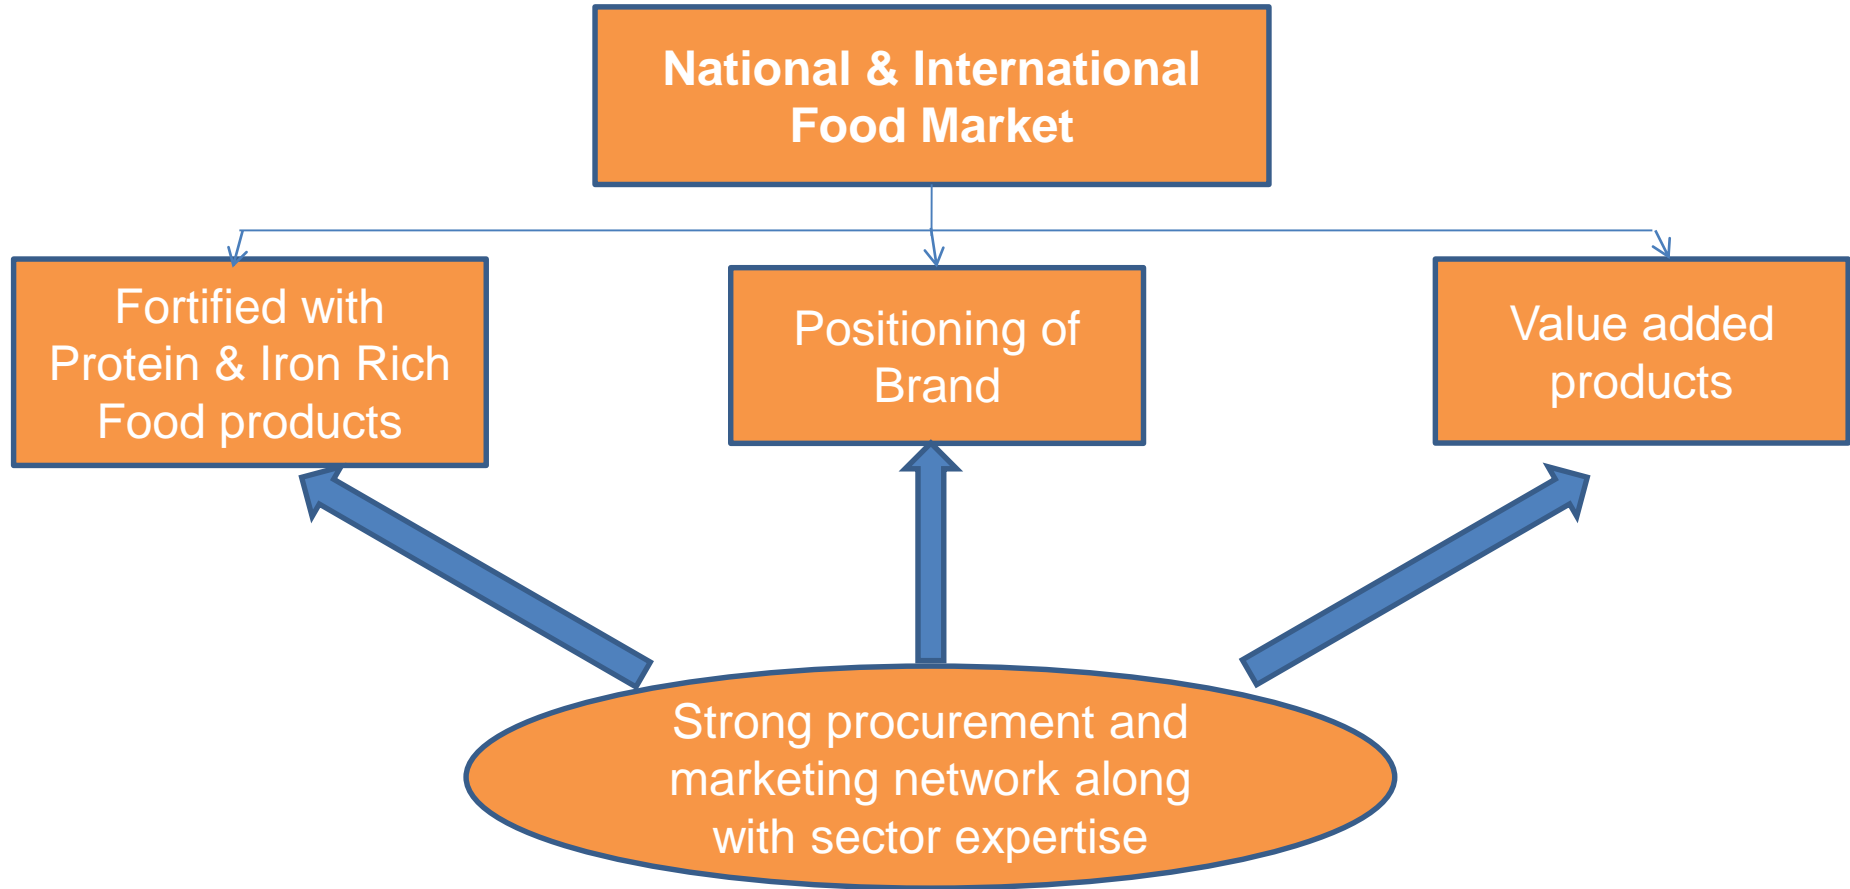 National & International
Food Market
Fortified with
Protein & Iron Rich
Food products
Positioning of
Brand
Value added
products
Strong procurement and
marketing network along
with sector expertise